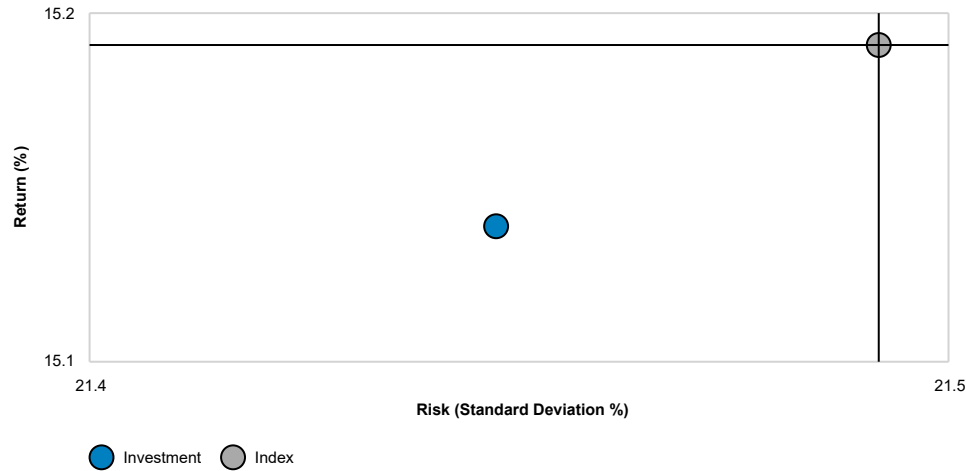 15.2
Return (%)
15.1
21.4
21.5
Risk (Standard Deviation %)
Investment
Index